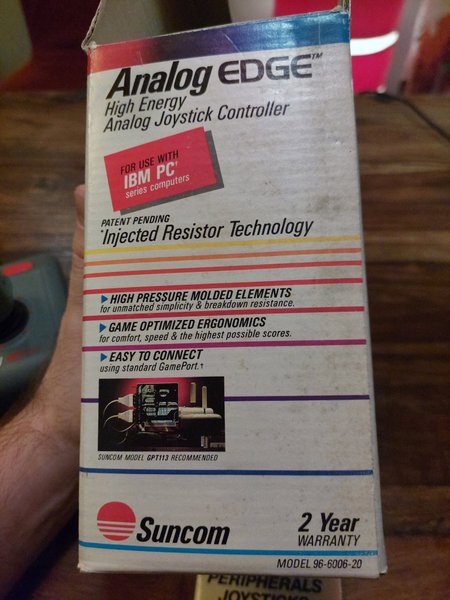 Analog EDGE™
High Energy
Analog Joystick Controller
FOR USE WITH
IBM PC†
series computers
PATENT PENDING
*Injected Resistor Technology
HIGH PRESSURE MOLDED ELEMENTS
for unmatched simplicity & breakdown resistance.
GAME OPTIMIZED ERGONOMICS
for comfort, speed & the highest possible scores.
EASY TO CONNECT
using standard GamePort.†
SUNCOM MODEL GPT113 RECOMMENDED
Suncom
2 Year
WARRANTY
MODEL 96-6006-20
PERIPHERALS
JOYSTICKS